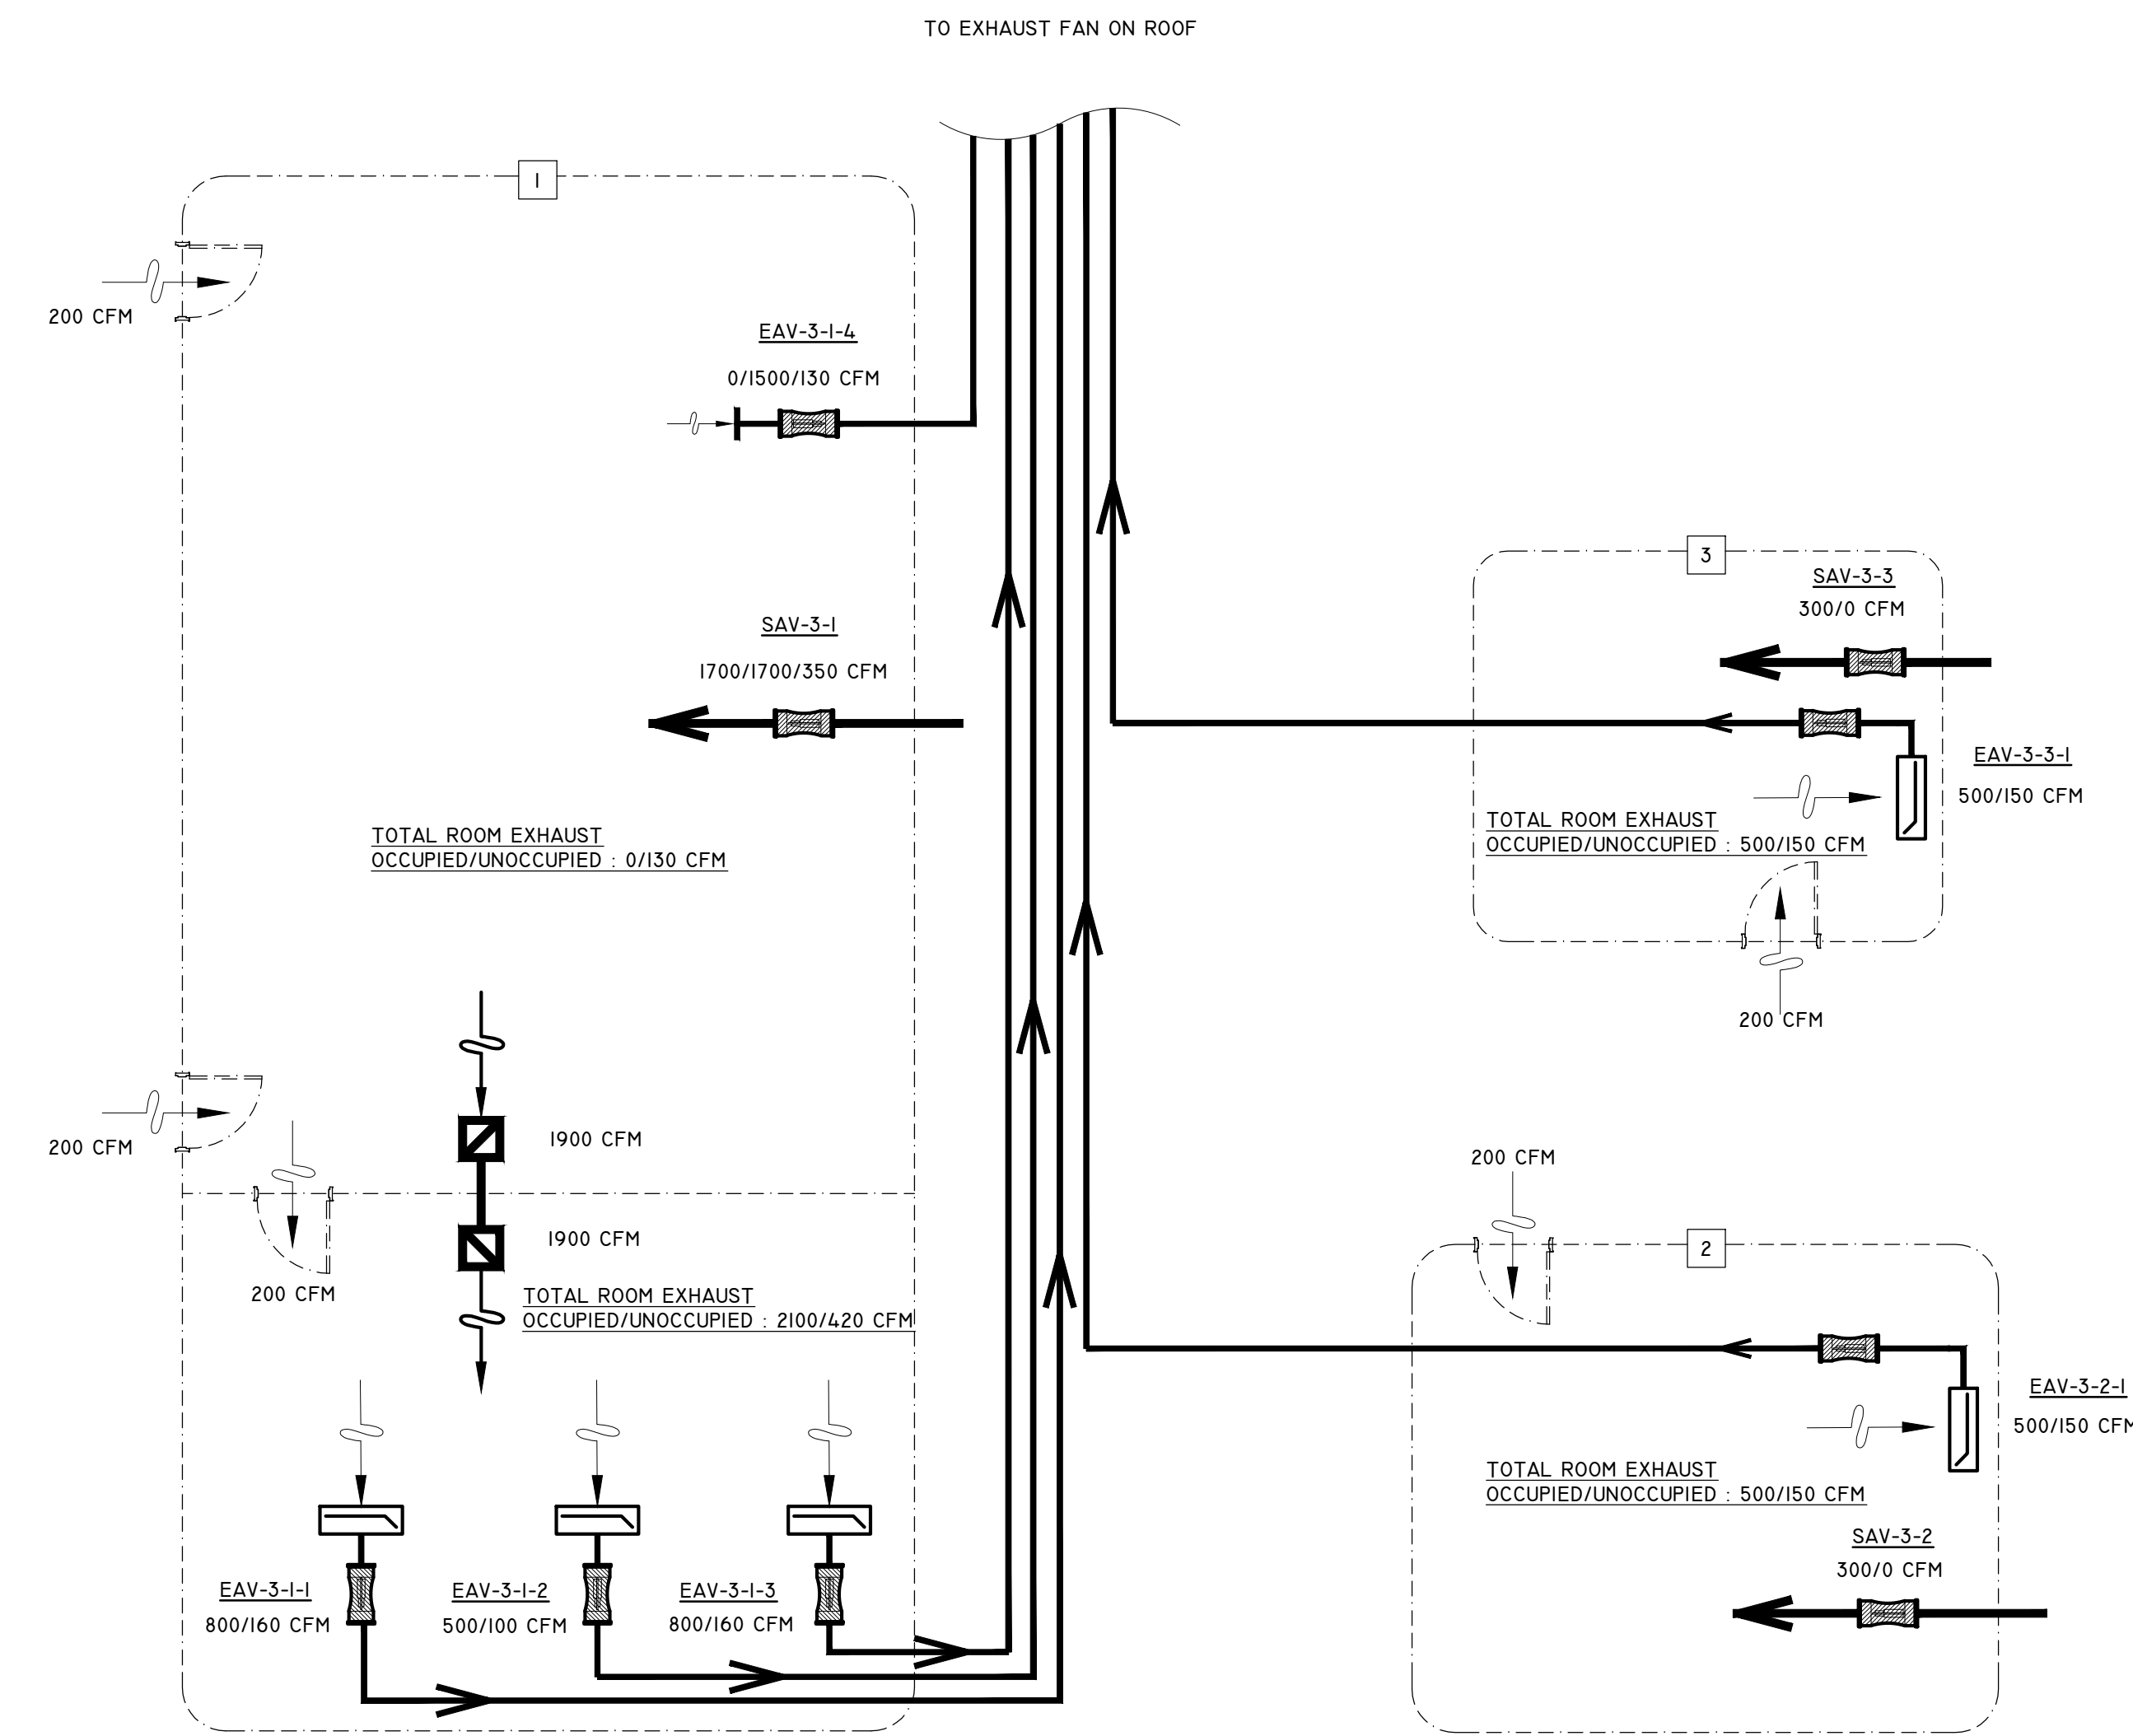 TO EXHAUST FAN ON ROOF
1
200 CFM
EAV-3-1-4
0/1500/130 CFM
SAV-3-1
1700/1700/350 CFM
TOTAL ROOM EXHAUST
OCCUPIED/UNOCCUPIED : 0/130 CFM
200 CFM
1900 CFM
1900 CFM
200 CFM
TOTAL ROOM EXHAUST
OCCUPIED/UNOCCUPIED : 2100/420 CFM
EAV-3-1-1
800/160 CFM
EAV-3-1-2
500/100 CFM
EAV-3-1-3
800/160 CFM
3
SAV-3-3
300/0 CFM
EAV-3-3-1
500/150 CFM
TOTAL ROOM EXHAUST
OCCUPIED/UNOCCUPIED : 500/150 CFM
200 CFM
200 CFM
2
EAV-3-2-1
500/150 CFM
TOTAL ROOM EXHAUST
OCCUPIED/UNOCCUPIED : 500/150 CFM
SAV-3-2
300/0 CFM